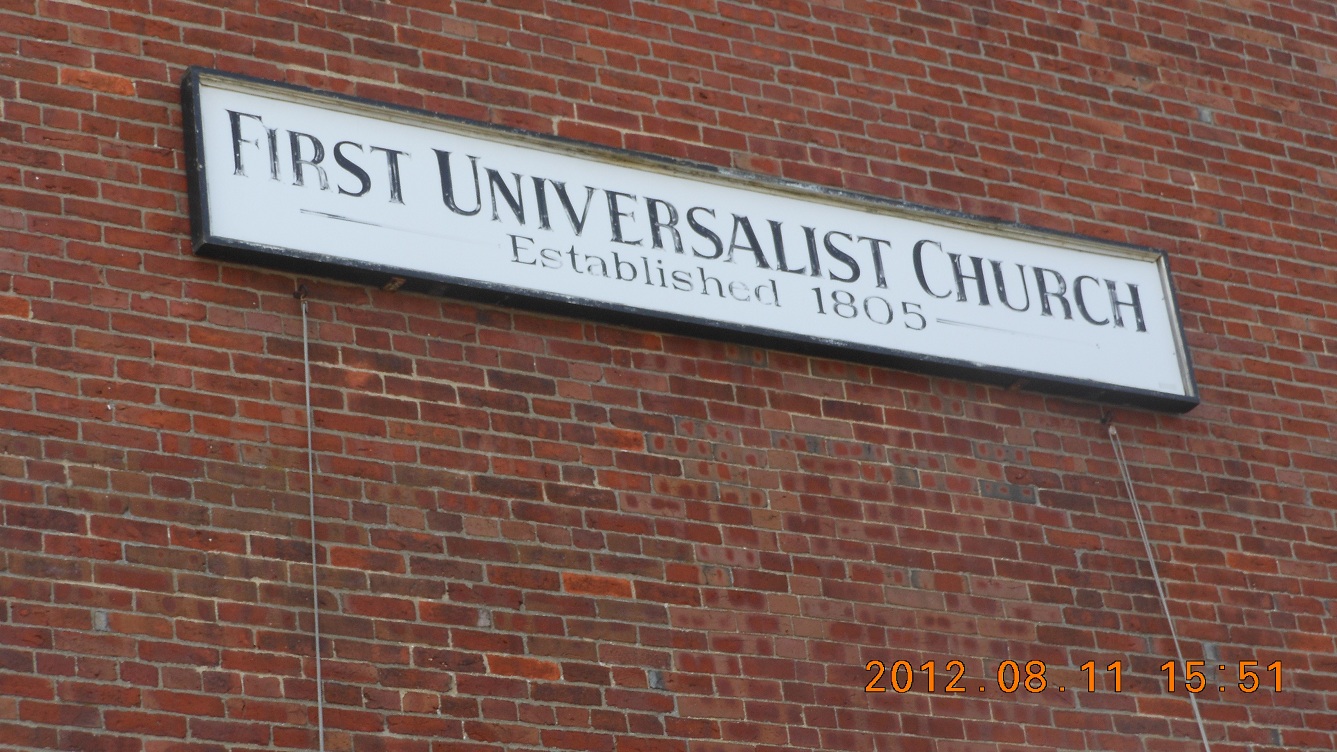 FIRST UNIVERSALIST CHURCH
Established 1805
2012.08.11 15:51